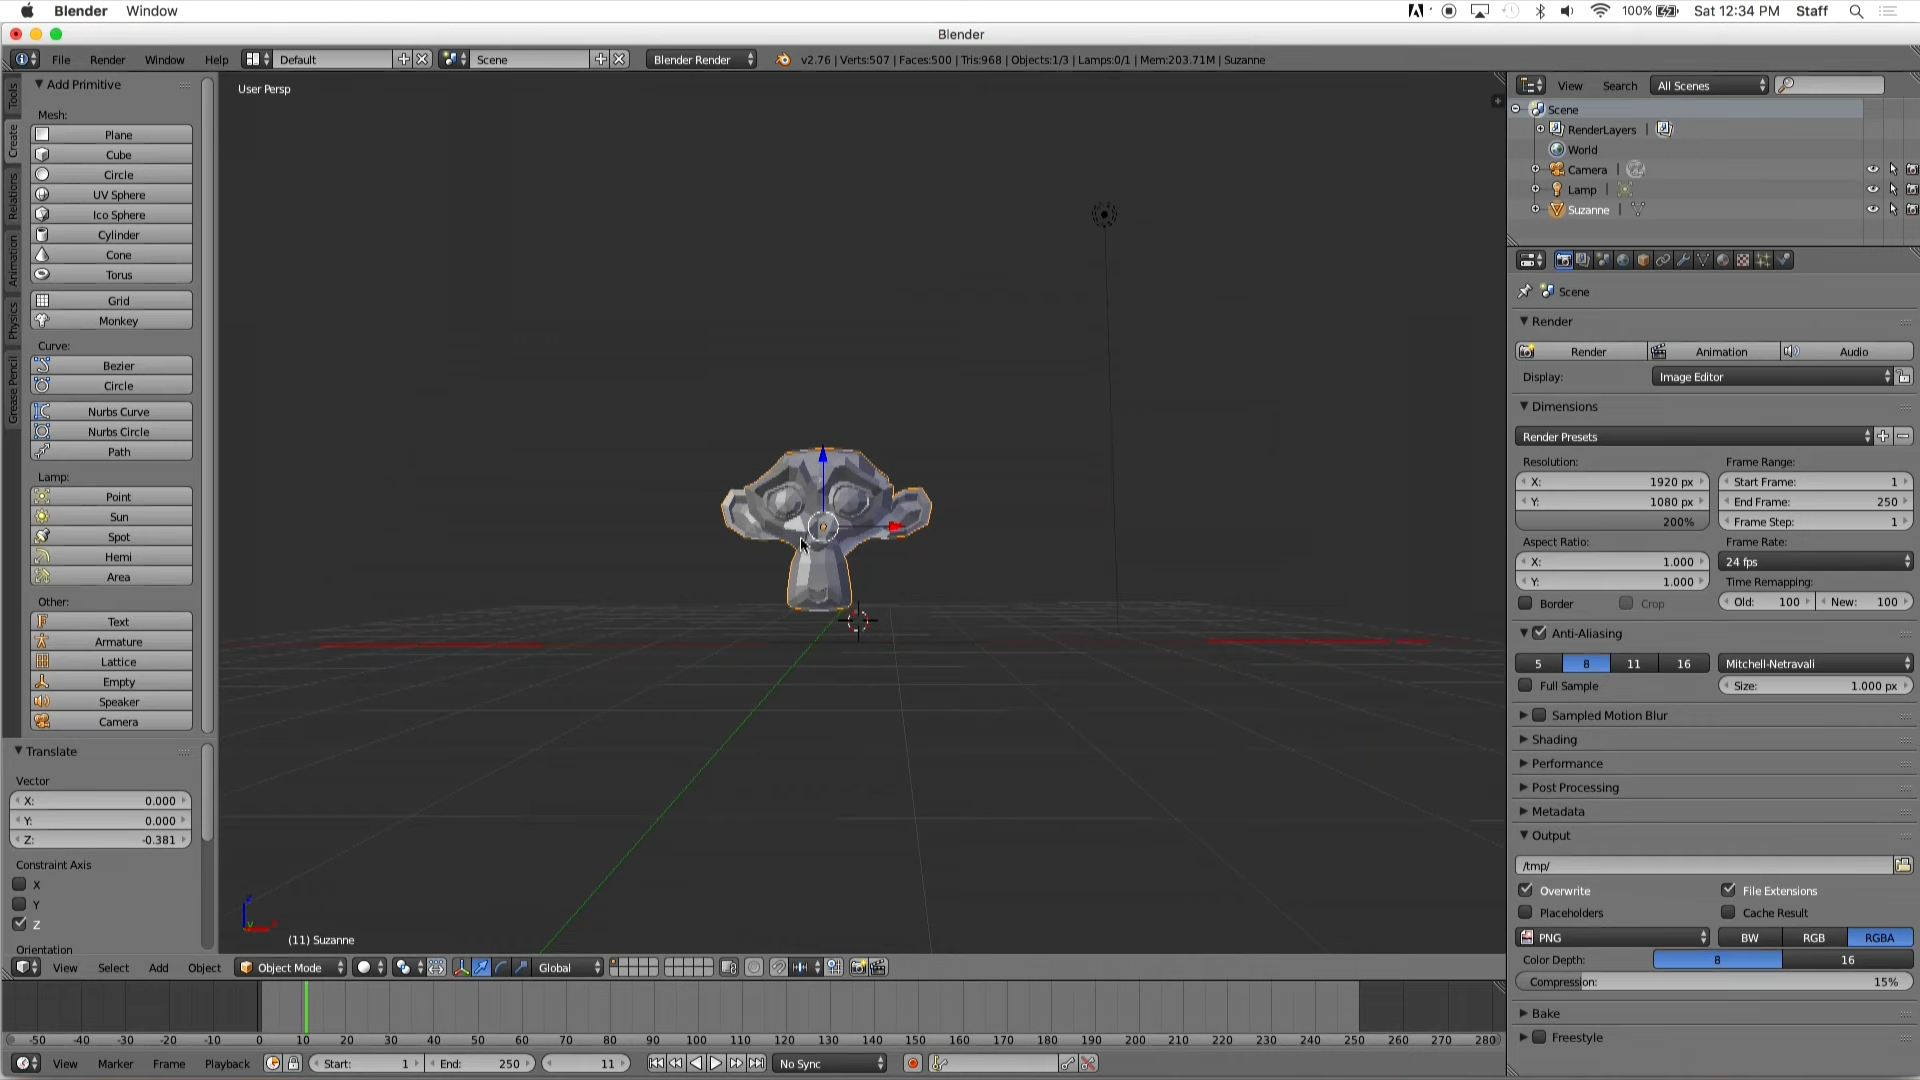 Blender Window 100% Sat 12:34 PM Staff
Blender
File Render Window Help Default Scene Blender Render v2.76 | Verts:507 | Faces:500 | Tris:968 | Objects:1/3 | Lamps:0/1 | Mem:203.71M | Suzanne
Tools
Create
Relations
Animation
Physics
Grease Pencil
Add Primitive
Mesh:
Plane
Cube
Circle
UV Sphere
Ico Sphere
Cylinder
Cone
Torus
Grid
Monkey
Curve:
Bezier
Circle
Nurbs Curve
Nurbs Circle
Path
Lamp:
Point
Sun
Spot
Hemi
Area
Other:
Text
Armature
Lattice
Empty
Speaker
Camera
Translate
Vector
X: 0.000
Y: 0.000
Z: -0.381
Constraint Axis
X
Y
Z
Orientation
User Persp
(11) Suzanne
View Select Add Object Object Mode Global
-50 -40 -30 -20 -10 0 10 20 30 40 50 60 70 80 90 100 110 120 130 140 150 160 170 180 190 200 210 220 230 240 250 260 270 280
View Marker Frame Playback Start: 1 End: 250 11 No Sync
View Search All Scenes
Scene
RenderLayers |
World
Camera |
Lamp |
Suzanne |
Scene
Render
Render Animation Audio
Display: Image Editor
Dimensions
Render Presets
Resolution: Frame Range:
X: 1920 px Start Frame: 1
Y: 1080 px End Frame: 250
200% Frame Step: 1
Aspect Ratio: Frame Rate:
X: 1.000 24 fps
Y: 1.000 Time Remapping:
Border Crop Old: 100 New: 100
Anti-Aliasing
5 8 11 16 Mitchell-Netravali
Full Sample Size: 1.000 px
Sampled Motion Blur
Shading
Performance
Post Processing
Metadata
Output
/tmp/
Overwrite File Extensions
Placeholders Cache Result
PNG BW RGB RGBA
Color Depth: 8 16
Compression: 15%
Bake
Freestyle